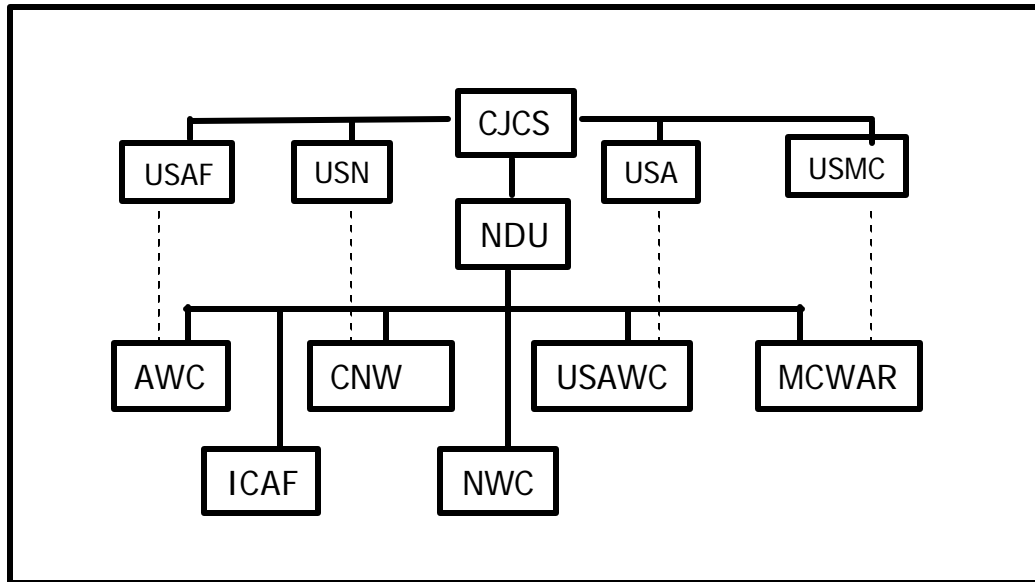 CJCS
USAF
USN
USA
USMC
NDU
AWC
CNW
USAWC
MCWAR
ICAF
NWC